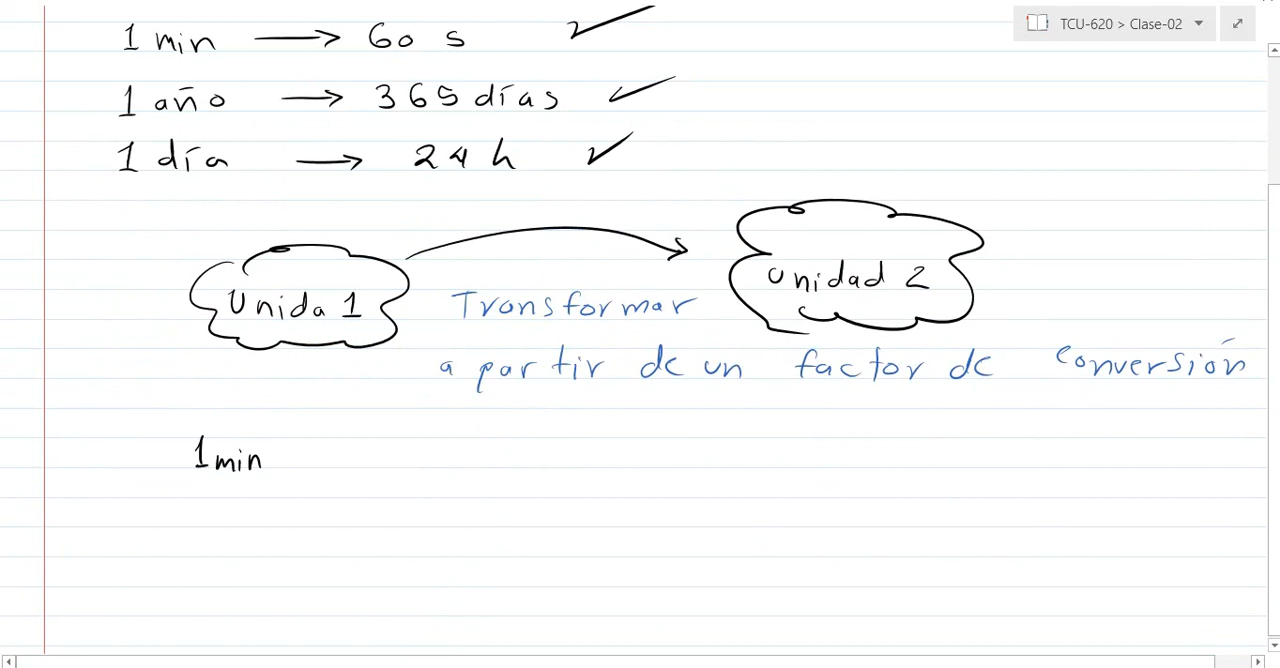 TCU-620 > Clase-02
1 min → 60 s ✓
1 año → 365 días ✓
1 día → 24 h ✓
Unida 1
Unidad 2
Transformar
a partir de un factor de conversión
1 min